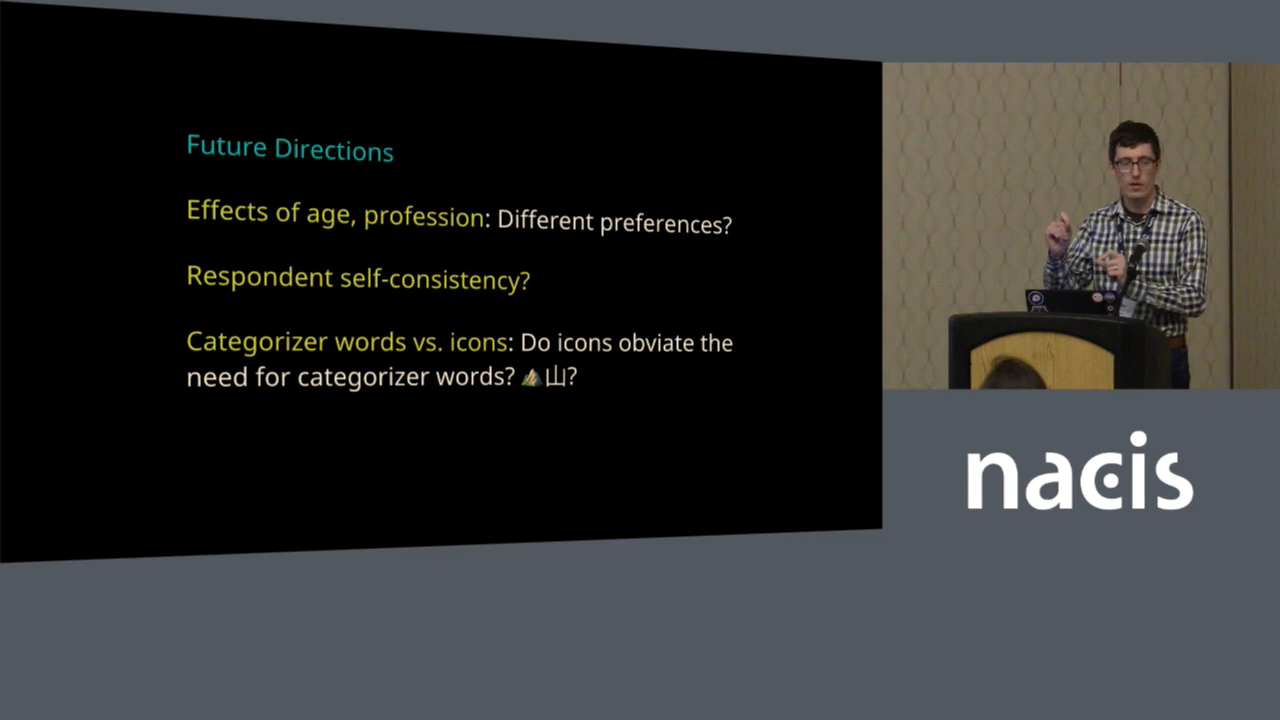 Future Directions
Effects of age, profession: Different preferences?
Respondent self-consistency?
Categorizer words vs. icons: Do icons obviate the
need for categorizer words? ⛰️山?
nacis